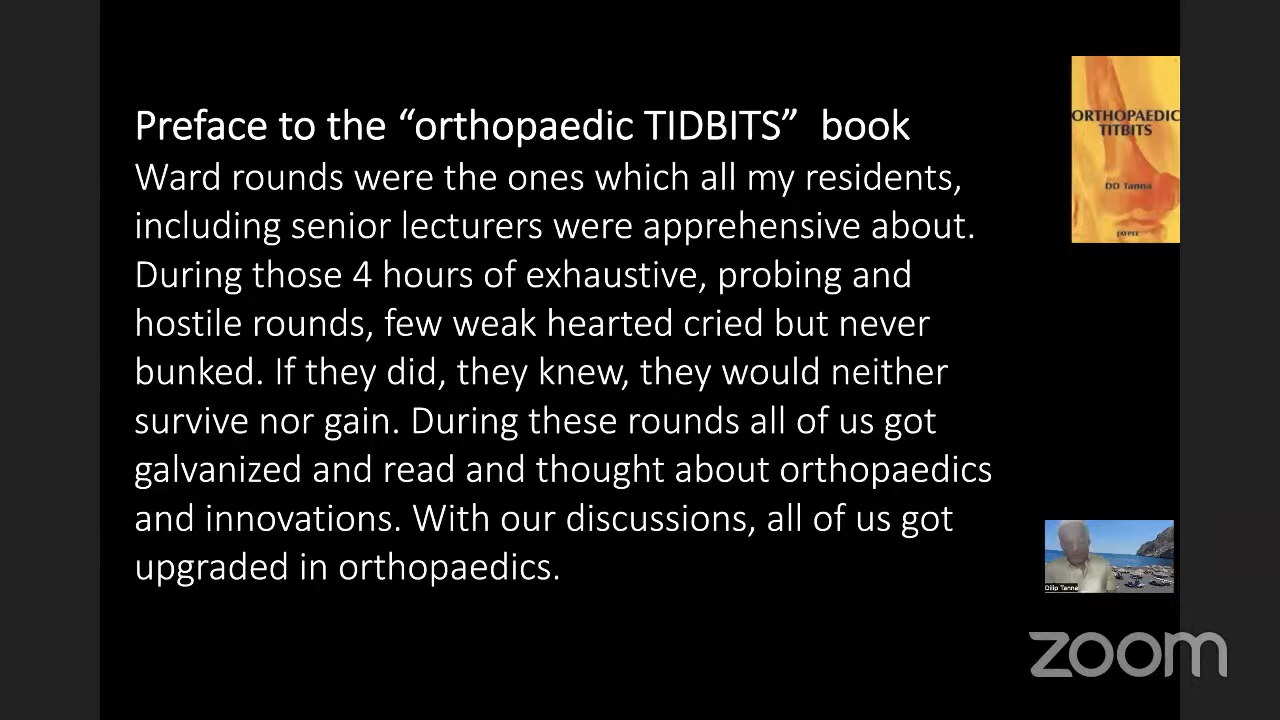 Preface to the “orthopaedic TIDBITS” book
Ward rounds were the ones which all my residents,
including senior lecturers were apprehensive about.
During those 4 hours of exhaustive, probing and
hostile rounds, few weak hearted cried but never
bunked. If they did, they knew, they would neither
survive nor gain. During these rounds all of us got
galvanized and read and thought about orthopaedics
and innovations. With our discussions, all of us got
upgraded in orthopaedics.
ORTHOPAEDIC
TITBITS
DD Tanna
JAYPEE
Dilip Tanna
zoom